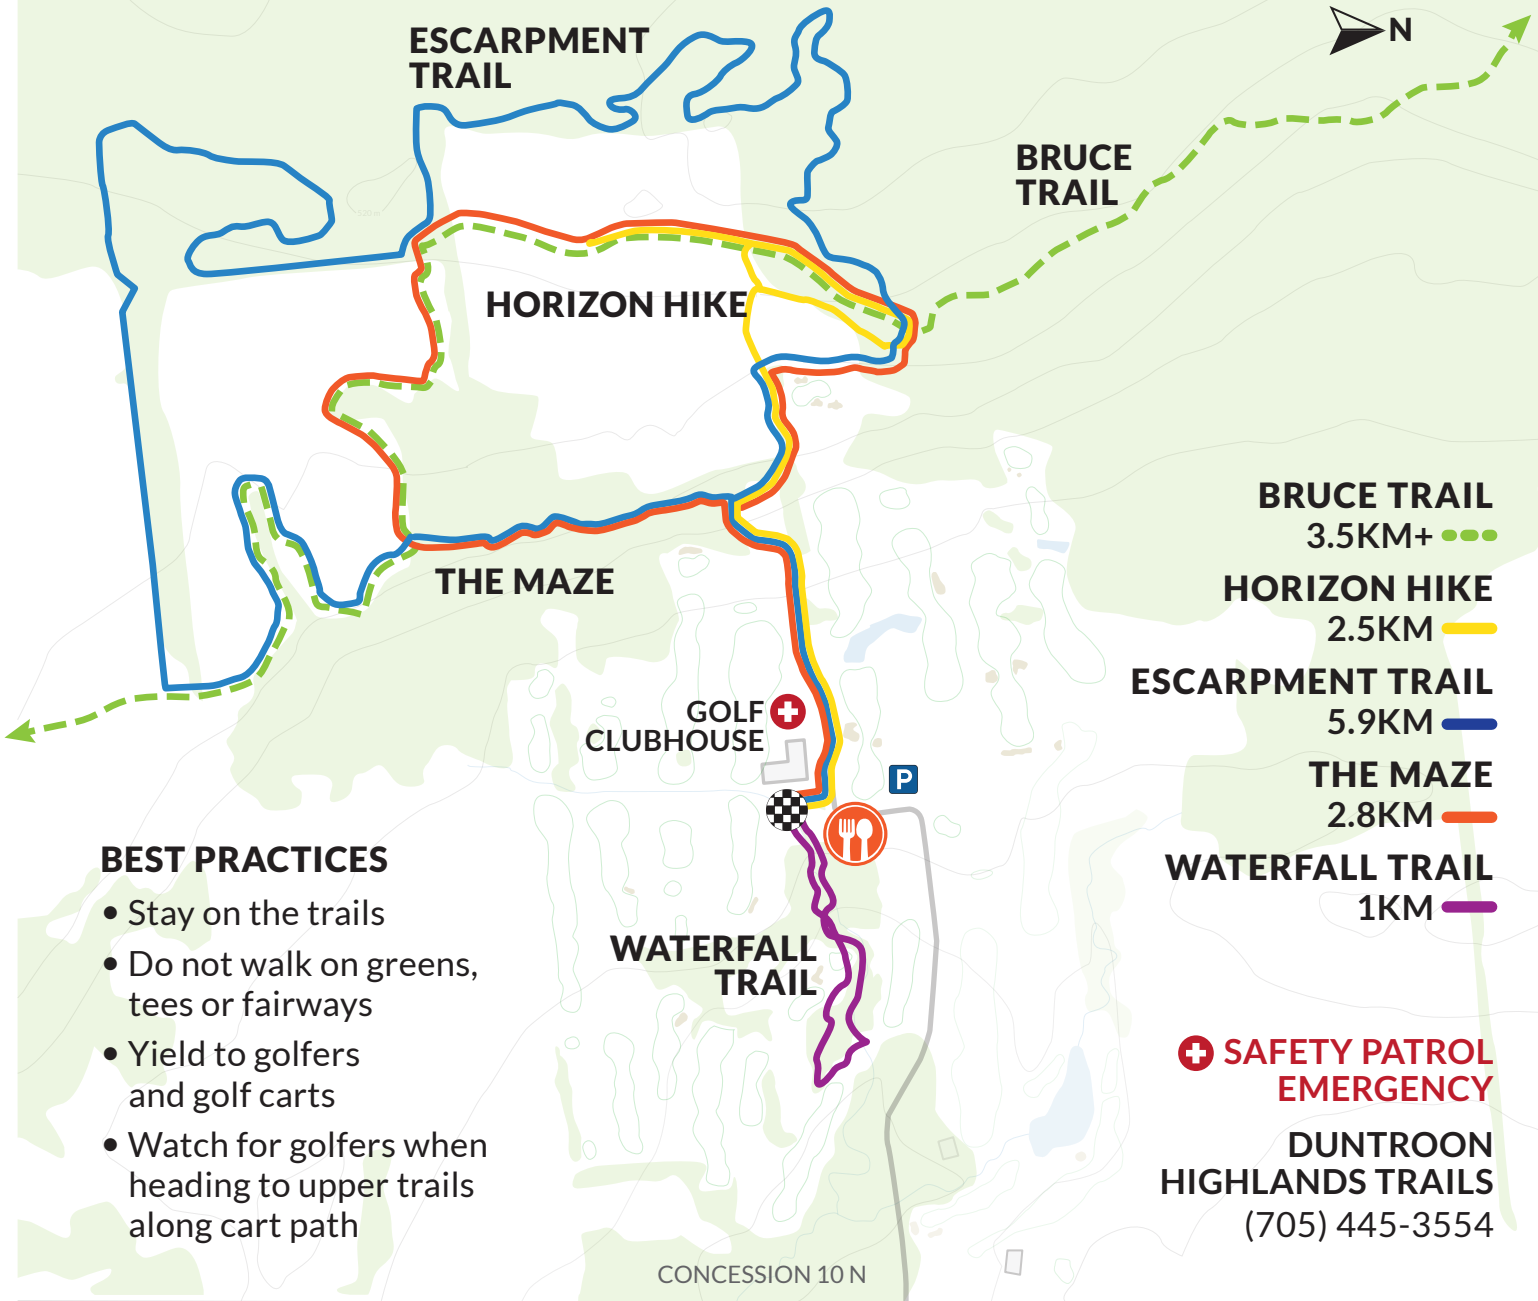 ESCARPMENT
TRAIL
N
BRUCE
TRAIL
HORIZON HIKE
THE MAZE
GOLF
CLUBHOUSE
P
WATERFALL
TRAIL
CONCESSION 10 N
BRUCE TRAIL
3.5KM+
HORIZON HIKE
2.5KM
ESCARPMENT TRAIL
5.9KM
THE MAZE
2.8KM
WATERFALL TRAIL
1KM
BEST PRACTICES
• Stay on the trails
• Do not walk on greens,
tees or fairways
• Yield to golfers
and golf carts
• Watch for golfers when
heading to upper trails
along cart path
SAFETY PATROL
EMERGENCY
DUNTROON
HIGHLANDS TRAILS
(705) 445-3554